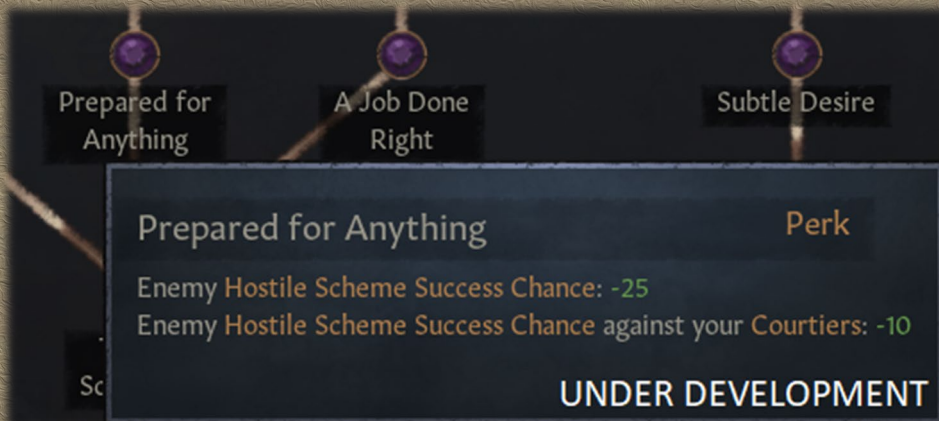 Prepared for
Anything
A Job Done
Right
Subtle Desire
Prepared for Anything
Perk
Enemy Hostile Scheme Success Chance: -25
Enemy Hostile Scheme Success Chance against your Courtiers: -10
UNDER DEVELOPMENT